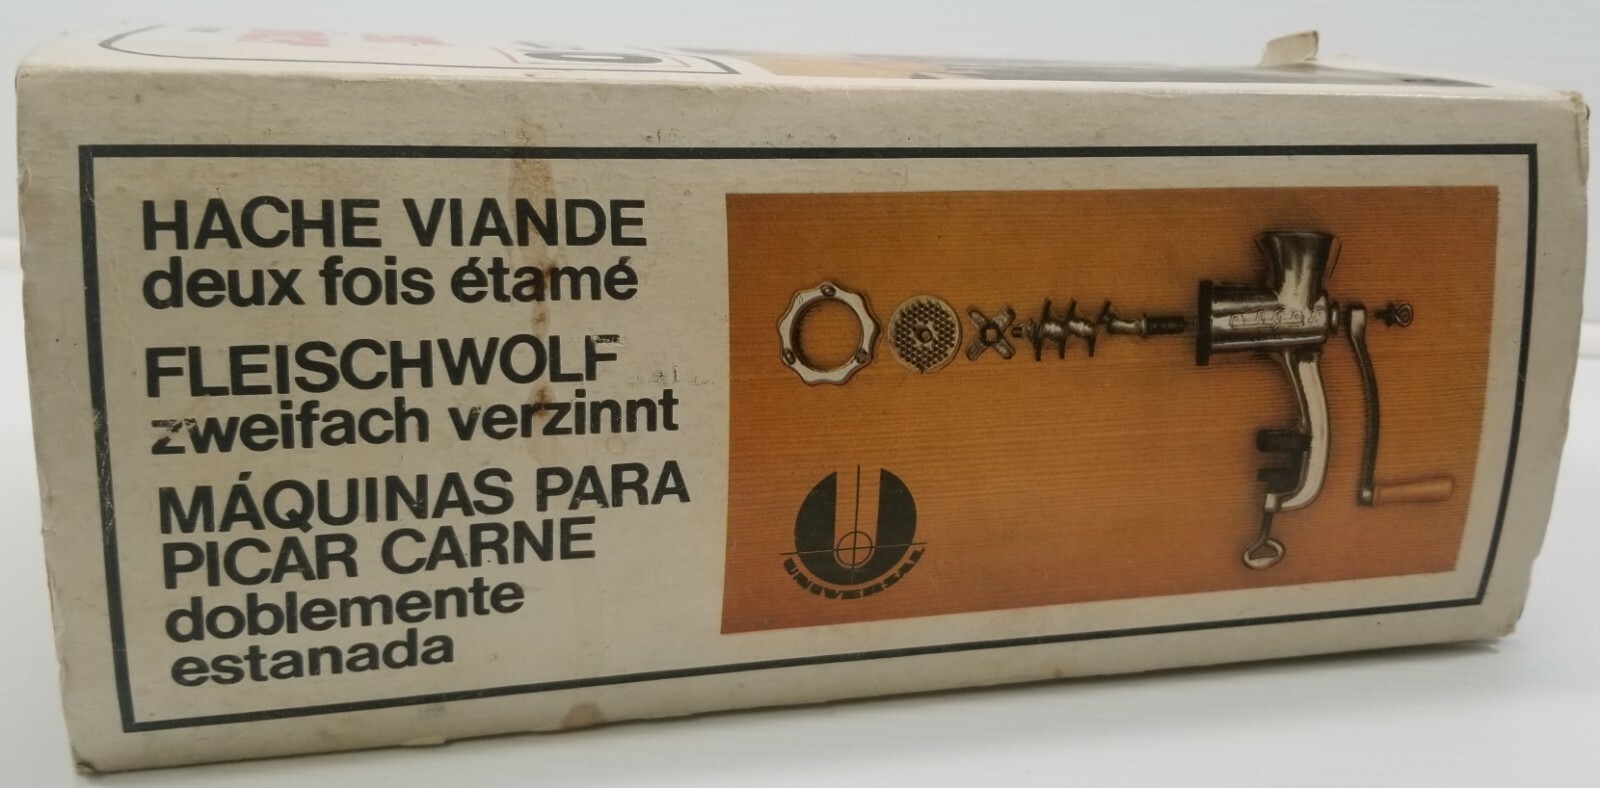 HACHE VIANDE
deux fois étamé
FLEISCHWOLF
zweifach verzinnt
MÁQUINAS PARA
PICAR CARNE
doblemente
estanada
UNIVERSAL